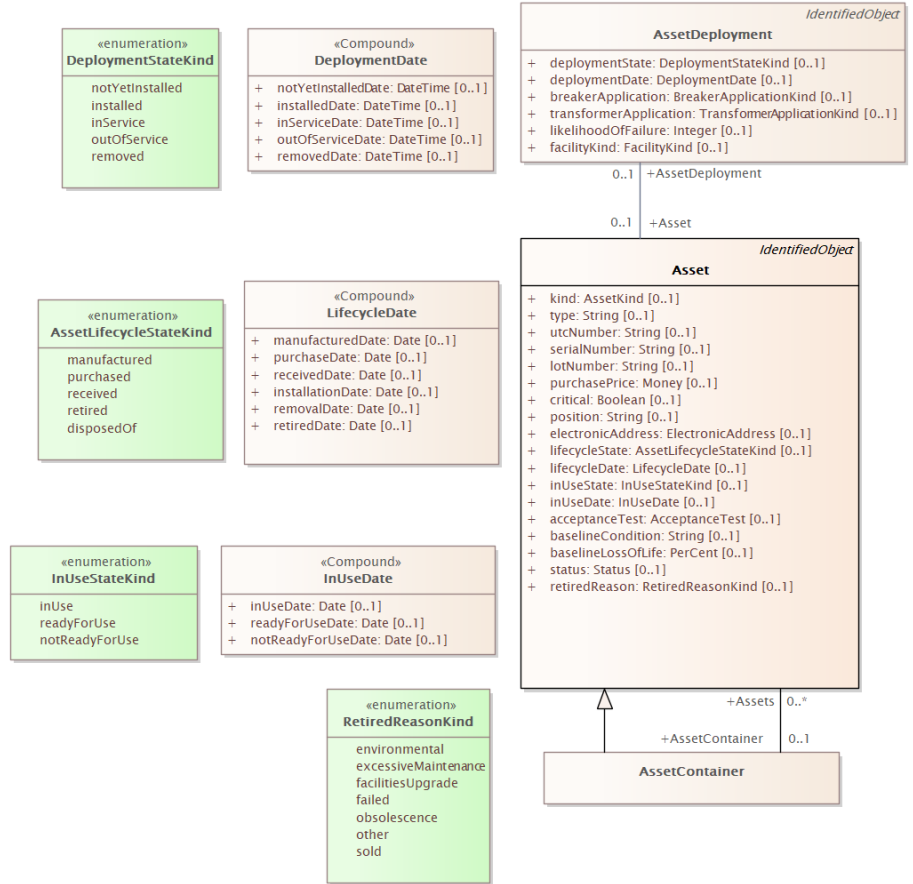 «enumeration»
DeploymentStateKind
notYetInstalled
installed
inService
outOfService
removed
«Compound»
DeploymentDate
+ notYetInstalledDate: DateTime [0..1]
+ installedDate: DateTime [0..1]
+ inServiceDate: DateTime [0..1]
+ outOfServiceDate: DateTime [0..1]
+ removedDate: DateTime [0..1]
IdentifiedObject
AssetDeployment
+ deploymentState: DeploymentStateKind [0..1]
+ deploymentDate: DeploymentDate [0..1]
+ breakerApplication: BreakerApplicationKind [0..1]
+ transformerApplication: TransformerApplicationKind [0..1]
+ likelihoodOfFailure: Integer [0..1]
+ facilityKind: FacilityKind [0..1]
0..1 +AssetDeployment
0..1 +Asset
IdentifiedObject
Asset
+ kind: AssetKind [0..1]
+ type: String [0..1]
+ utcNumber: String [0..1]
+ serialNumber: String [0..1]
+ lotNumber: String [0..1]
+ purchasePrice: Money [0..1]
+ critical: Boolean [0..1]
+ position: String [0..1]
+ electronicAddress: ElectronicAddress [0..1]
+ lifecycleState: AssetLifecycleStateKind [0..1]
+ lifecycleDate: LifecycleDate [0..1]
+ inUseState: InUseStateKind [0..1]
+ inUseDate: InUseDate [0..1]
+ acceptanceTest: AcceptanceTest [0..1]
+ baselineCondition: String [0..1]
+ baselineLossOfLife: PerCent [0..1]
+ status: Status [0..1]
+ retiredReason: RetiredReasonKind [0..1]
«enumeration»
AssetLifecycleStateKind
manufactured
purchased
received
retired
disposedOf
«Compound»
LifecycleDate
+ manufacturedDate: Date [0..1]
+ purchaseDate: Date [0..1]
+ receivedDate: Date [0..1]
+ installationDate: Date [0..1]
+ removalDate: Date [0..1]
+ retiredDate: Date [0..1]
«enumeration»
InUseStateKind
inUse
readyForUse
notReadyForUse
«Compound»
InUseDate
+ inUseDate: Date [0..1]
+ readyForUseDate: Date [0..1]
+ notReadyForUseDate: Date [0..1]
«enumeration»
RetiredReasonKind
environmental
excessiveMaintenance
facilitiesUpgrade
failed
obsolescence
other
sold
+Assets 0..*
+AssetContainer 0..1
AssetContainer